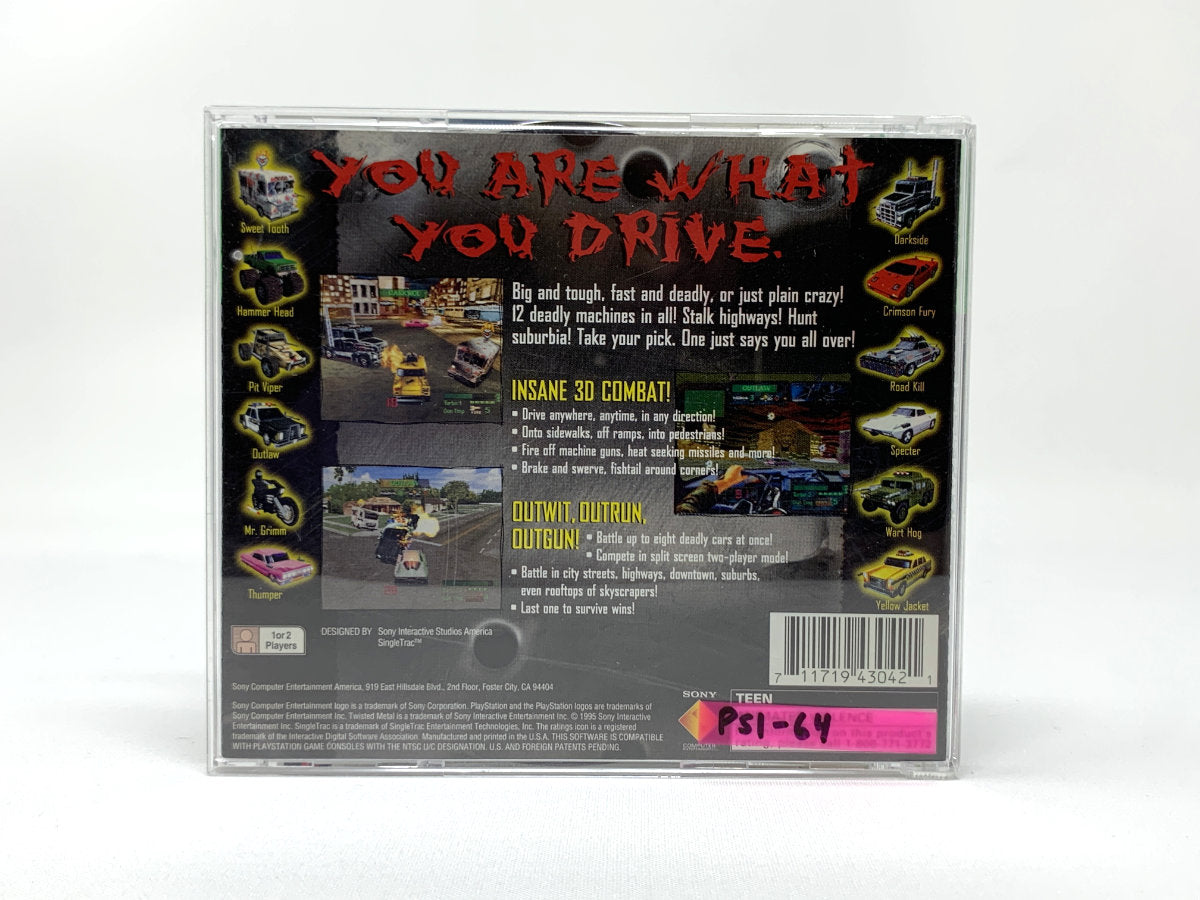 YOU ARE WHAT
YOU DRIVE.
Sweet Tooth
Hammer Head
Pit Viper
Outlaw
Mr. Grimm
Thumper
Darkside
Crimson Fury
Road Kill
Specter
Wart Hog
Yellow Jacket
Big and tough, fast and deadly, or just plain crazy!
12 deadly machines in all! Stalk highways! Hunt
suburbia! Take your pick. One just says you all over!
INSANE 3D COMBAT!
• Drive anywhere, anytime, in any direction!
• Onto sidewalks, off ramps, into pedestrians!
• Fire off machine guns, heat seeking missiles and more!
• Brake and swerve, fishtail around corners!
OUTLAW
OUTWIT, OUTRUN,
OUTGUN! • Battle up to eight deadly cars at once!
• Compete in split screen two-player mode!
• Battle in city streets, highways, downtown, suburbs,
even rooftops of skyscrapers!
• Last one to survive wins!
1 or 2
Players
DESIGNED BY Sony Interactive Studios America
SingleTrac™
7 11719 43042 1
Sony Computer Entertainment America, 919 East Hillsdale Blvd., 2nd Floor, Foster City, CA 94404
Sony Computer Entertainment logo is a trademark of Sony Corporation. PlayStation and the PlayStation logos are trademarks of
Sony Computer Entertainment Inc. Twisted Metal is a trademark of Sony Interactive Entertainment Inc. © 1995 Sony Interactive
Entertainment Inc. SingleTrac is a trademark of SingleTrac Entertainment Technologies, Inc. The ratings icon is a registered
trademark of the Interactive Digital Software Association. Manufactured and printed in the U.S.A. THIS SOFTWARE IS COMPATIBLE
WITH PLAYSTATION GAME CONSOLES WITH THE NTSC U/C DESIGNATION. U.S. AND FOREIGN PATENTS PENDING.
SONY
COMPUTER
TEEN
PS1-64